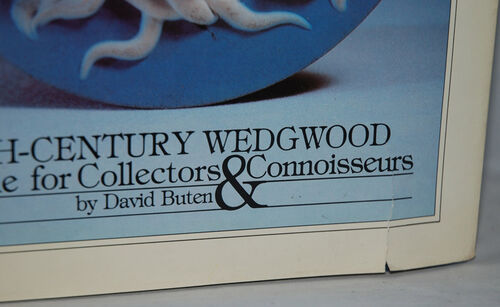 H-CENTURY WEDGWOOD
e for Collectors & Connoisseurs
by David Buten